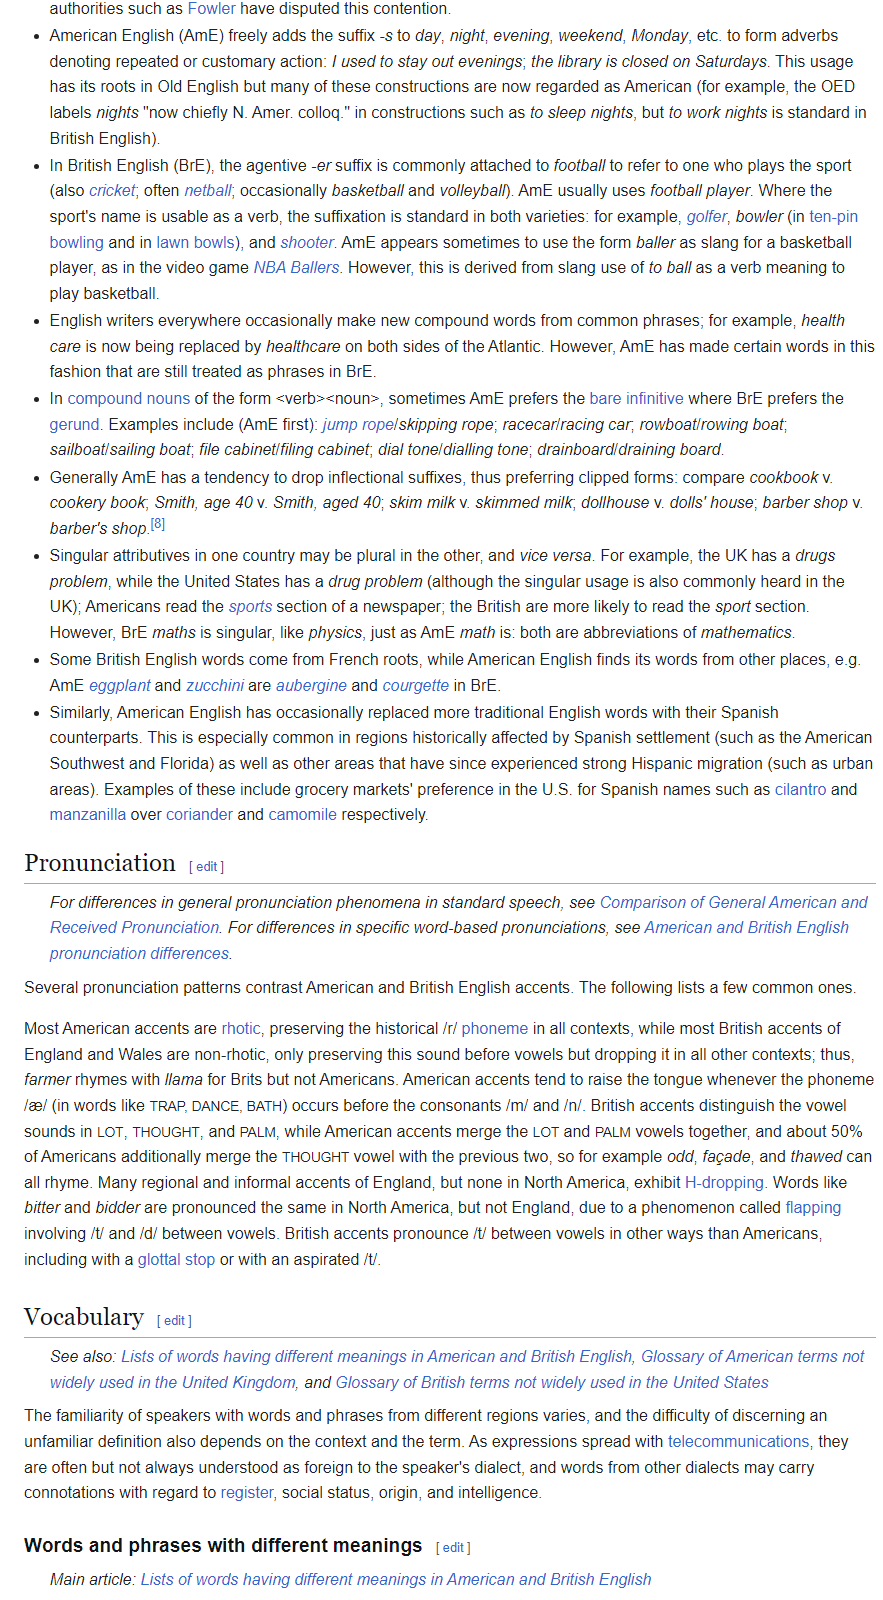 authorities such as Fowler have disputed this contention.
• American English (AmE) freely adds the suffix -s to day, night, evening, weekend, Monday, etc. to form adverbs
denoting repeated or customary action: I used to stay out evenings; the library is closed on Saturdays. This usage
has its roots in Old English but many of these constructions are now regarded as American (for example, the OED
labels nights "now chiefly N. Amer. colloq." in constructions such as to sleep nights, but to work nights is standard in
British English).
• In British English (BrE), the agentive -er suffix is commonly attached to football to refer to one who plays the sport
(also cricket; often netball; occasionally basketball and volleyball). AmE usually uses football player. Where the
sport's name is usable as a verb, the suffixation is standard in both varieties: for example, golfer, bowler (in ten-pin
bowling and in lawn bowls), and shooter. AmE appears sometimes to use the form baller as slang for a basketball
player, as in the video game NBA Ballers. However, this is derived from slang use of to ball as a verb meaning to
play basketball.
• English writers everywhere occasionally make new compound words from common phrases; for example, health
care is now being replaced by healthcare on both sides of the Atlantic. However, AmE has made certain words in this
fashion that are still treated as phrases in BrE.
• In compound nouns of the form <verb><noun>, sometimes AmE prefers the bare infinitive where BrE prefers the
gerund. Examples include (AmE first): jump rope/skipping rope; racecar/racing car; rowboat/rowing boat;
sailboat/sailing boat; file cabinet/filing cabinet; dial tone/dialling tone; drainboard/draining board.
• Generally AmE has a tendency to drop inflectional suffixes, thus preferring clipped forms: compare cookbook v.
cookery book; Smith, age 40 v. Smith, aged 40; skim milk v. skimmed milk; dollhouse v. dolls' house; barber shop v.
barber's shop.[8]
• Singular attributives in one country may be plural in the other, and vice versa. For example, the UK has a drugs
problem, while the United States has a drug problem (although the singular usage is also commonly heard in the
UK); Americans read the sports section of a newspaper; the British are more likely to read the sport section.
However, BrE maths is singular, like physics, just as AmE math is: both are abbreviations of mathematics.
• Some British English words come from French roots, while American English finds its words from other places, e.g.
AmE eggplant and zucchini are aubergine and courgette in BrE.
• Similarly, American English has occasionally replaced more traditional English words with their Spanish
counterparts. This is especially common in regions historically affected by Spanish settlement (such as the American
Southwest and Florida) as well as other areas that have since experienced strong Hispanic migration (such as urban
areas). Examples of these include grocery markets' preference in the U.S. for Spanish names such as cilantro and
manzanilla over coriander and camomile respectively.
Pronunciation [ edit ]
For differences in general pronunciation phenomena in standard speech, see Comparison of General American and
Received Pronunciation. For differences in specific word-based pronunciations, see American and British English
pronunciation differences.
Several pronunciation patterns contrast American and British English accents. The following lists a few common ones.
Most American accents are rhotic, preserving the historical /r/ phoneme in all contexts, while most British accents of
England and Wales are non-rhotic, only preserving this sound before vowels but dropping it in all other contexts; thus,
farmer rhymes with llama for Brits but not Americans. American accents tend to raise the tongue whenever the phoneme
/æ/ (in words like TRAP, DANCE, BATH) occurs before the consonants /m/ and /n/. British accents distinguish the vowel
sounds in LOT, THOUGHT, and PALM, while American accents merge the LOT and PALM vowels together, and about 50%
of Americans additionally merge the THOUGHT vowel with the previous two, so for example odd, façade, and thawed can
all rhyme. Many regional and informal accents of England, but none in North America, exhibit H-dropping. Words like
bitter and bidder are pronounced the same in North America, but not England, due to a phenomenon called flapping
involving /t/ and /d/ between vowels. British accents pronounce /t/ between vowels in other ways than Americans,
including with a glottal stop or with an aspirated /t/.
Vocabulary [ edit ]
See also: Lists of words having different meanings in American and British English, Glossary of American terms not
widely used in the United Kingdom, and Glossary of British terms not widely used in the United States
The familiarity of speakers with words and phrases from different regions varies, and the difficulty of discerning an
unfamiliar definition also depends on the context and the term. As expressions spread with telecommunications, they
are often but not always understood as foreign to the speaker's dialect, and words from other dialects may carry
connotations with regard to register, social status, origin, and intelligence.
Words and phrases with different meanings [ edit ]
Main article: Lists of words having different meanings in American and British English